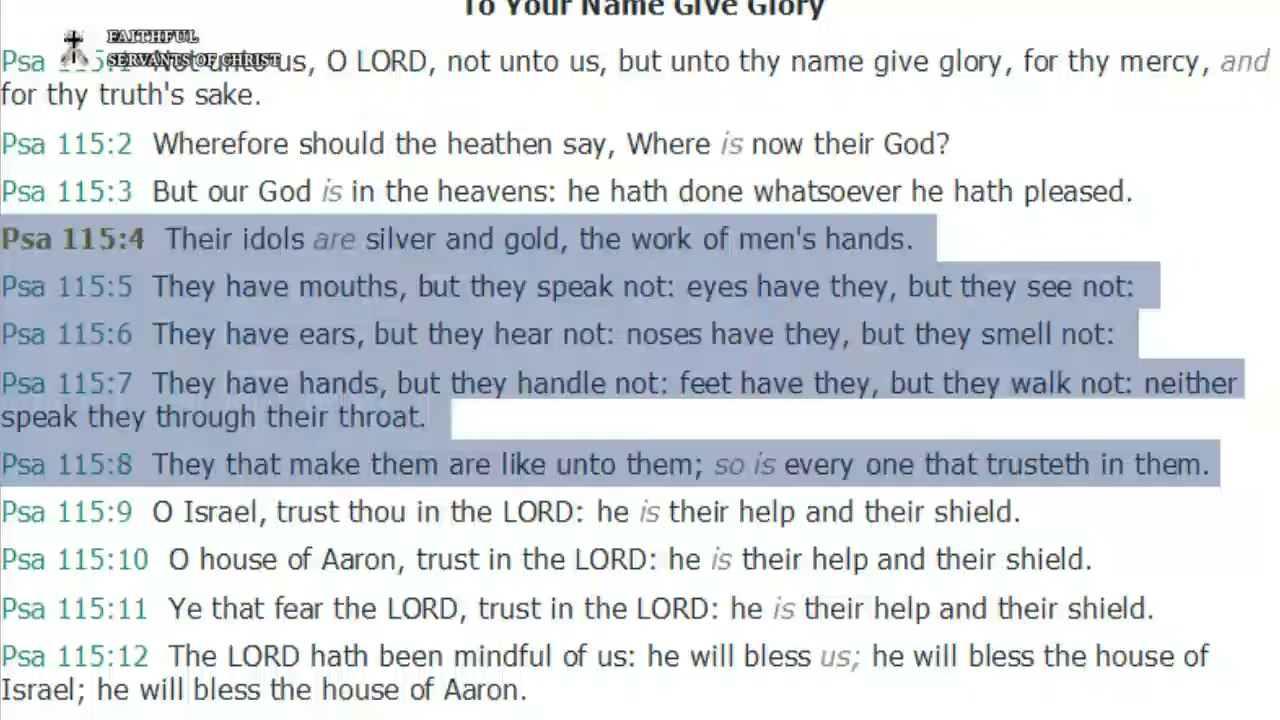 To Your Name Give Glory
FAITHFUL
SERVANTS OF CHRIST
Psa 115:1 Not unto us, O LORD, not unto us, but unto thy name give glory, for thy mercy, and
for thy truth's sake.
Psa 115:2 Wherefore should the heathen say, Where is now their God?
Psa 115:3 But our God is in the heavens: he hath done whatsoever he hath pleased.
Psa 115:4 Their idols are silver and gold, the work of men's hands.
Psa 115:5 They have mouths, but they speak not: eyes have they, but they see not:
Psa 115:6 They have ears, but they hear not: noses have they, but they smell not:
Psa 115:7 They have hands, but they handle not: feet have they, but they walk not: neither
speak they through their throat.
Psa 115:8 They that make them are like unto them; so is every one that trusteth in them.
Psa 115:9 O Israel, trust thou in the LORD: he is their help and their shield.
Psa 115:10 O house of Aaron, trust in the LORD: he is their help and their shield.
Psa 115:11 Ye that fear the LORD, trust in the LORD: he is their help and their shield.
Psa 115:12 The LORD hath been mindful of us: he will bless us; he will bless the house of
Israel; he will bless the house of Aaron.